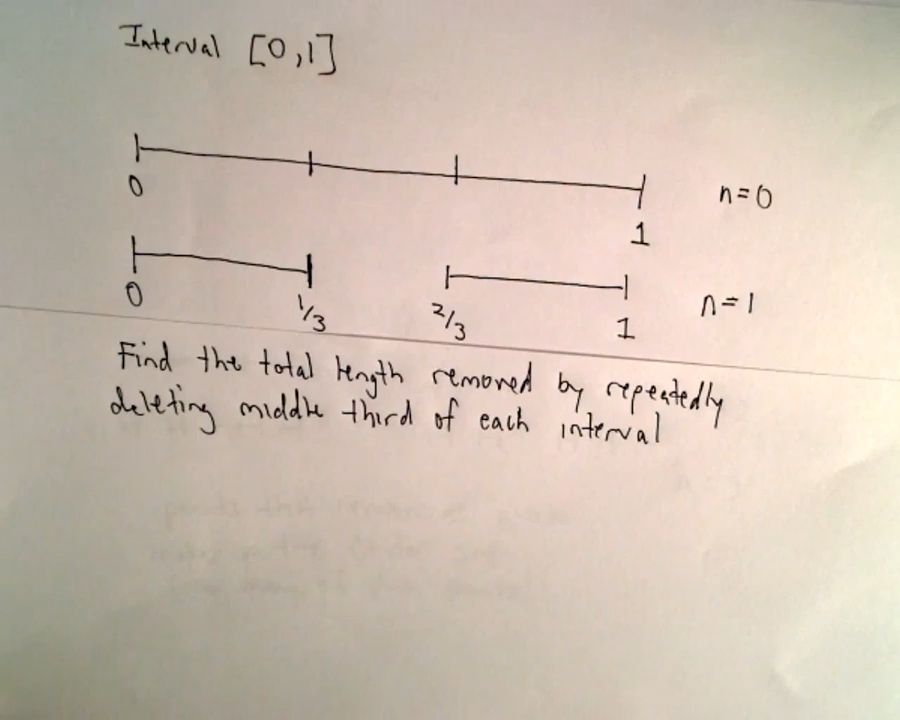 Interval [0,1]
0 1 n=0
0 1/3 2/3 1 n=1
Find the total length removed by repeatedly
deleting middle third of each interval